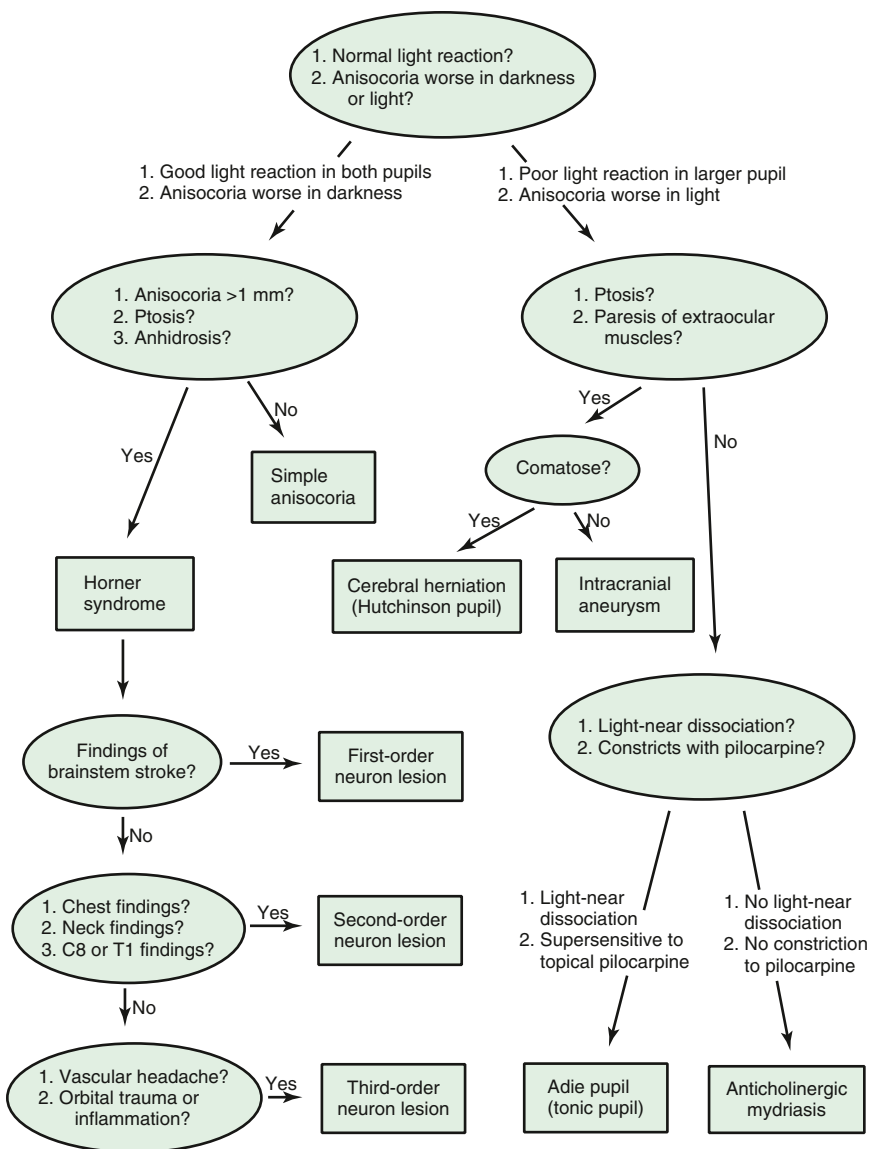 1. Normal light reaction?
2. Anisocoria worse in darkness
or light?
1. Good light reaction in both pupils
2. Anisocoria worse in darkness
1. Poor light reaction in larger pupil
2. Anisocoria worse in light
1. Anisocoria >1 mm?
2. Ptosis?
3. Anhidrosis?
1. Ptosis?
2. Paresis of extraocular
muscles?
Yes
No
Simple
anisocoria
Yes
No
Comatose?
Yes
No
Horner
syndrome
Cerebral herniation
(Hutchinson pupil)
Intracranial
aneurysm
Findings of
brainstem stroke?
Yes
First-order
neuron lesion
No
1. Light-near dissociation?
2. Constricts with pilocarpine?
1. Chest findings?
2. Neck findings?
3. C8 or T1 findings?
Yes
Second-order
neuron lesion
No
1. Light-near
dissociation
2. Supersensitive to
topical pilocarpine
1. No light-near
dissociation
2. No constriction
to pilocarpine
1. Vascular headache?
2. Orbital trauma or
inflammation?
Yes
Third-order
neuron lesion
Adie pupil
(tonic pupil)
Anticholinergic
mydriasis